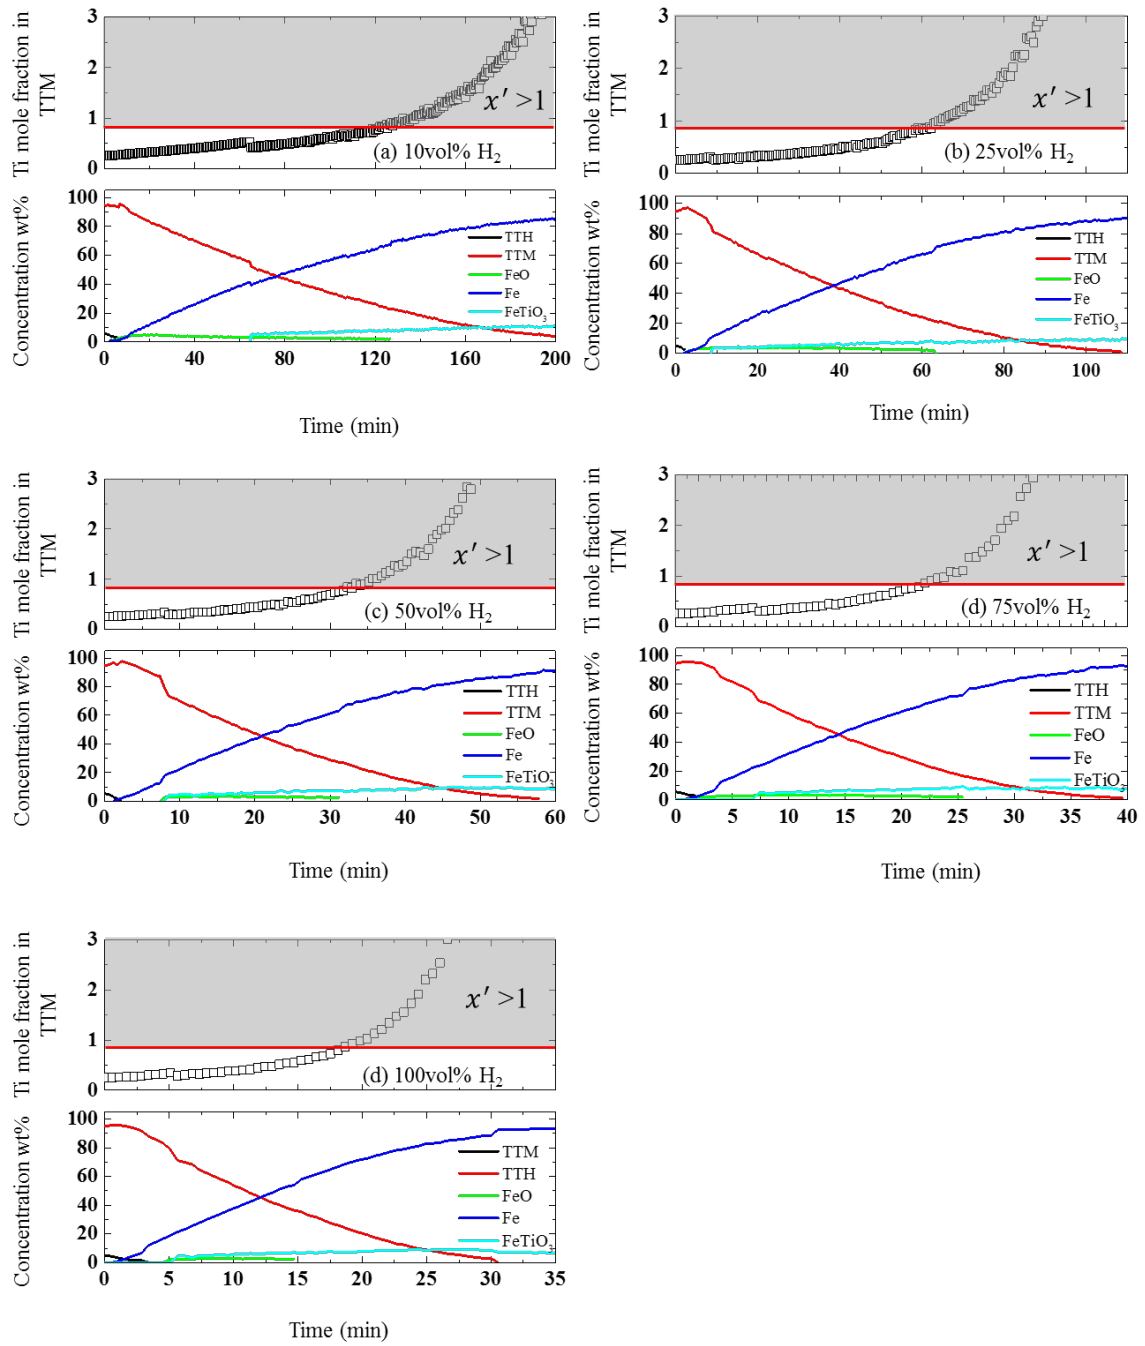 Ti mole fraction in
TTM
3
2
1
0
x′ >1
(a) 10vol% H₂
Concentration wt%
100
80
60
40
20
0
TTH
TTM
FeO
Fe
FeTiO₃
0 40 80 120 160 200
Time (min)
Ti mole fraction in
TTM
3
2
1
0
x′ >1
(b) 25vol% H₂
Concentration wt%
100
80
60
40
20
0
TTH
TTM
FeO
Fe
FeTiO₃
0 20 40 60 80 100
Time (min)
Ti mole fraction in
TTM
3
2
1
0
x′ >1
(c) 50vol% H₂
Concentration wt%
100
80
60
40
20
0
TTH
TTM
FeO
Fe
FeTiO₃
0 10 20 30 40 50 60
Time (min)
Ti mole fraction in
TTM
3
2
1
0
x′ >1
(d) 75vol% H₂
Concentration wt%
100
80
60
40
20
0
TTH
TTM
FeO
Fe
FeTiO₃
0 5 10 15 20 25 30 35 40
Time (min)
Ti mole fraction in
TTM
3
2
1
0
x′ >1
(d) 100vol% H₂
Concentration wt%
100
80
60
40
20
0
TTM
TTH
FeO
Fe
FeTiO₃
0 5 10 15 20 25 30 35
Time (min)